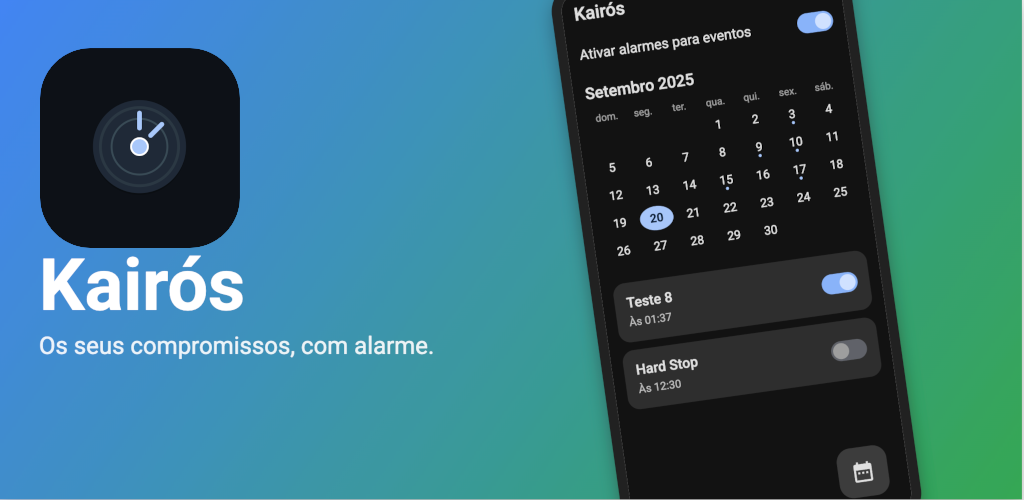 Kairós
Os seus compromissos, com alarme.
Kairós
Ativar alarmes para eventos
Setembro 2025
dom. seg. ter. qua. qui. sex. sáb.
1 2 3 4
5 6 7 8 9 10 11
12 13 14 15 16 17 18
19 20 21 22 23 24 25
26 27 28 29 30
Teste 8
Às 01:37
Hard Stop
Às 12:30